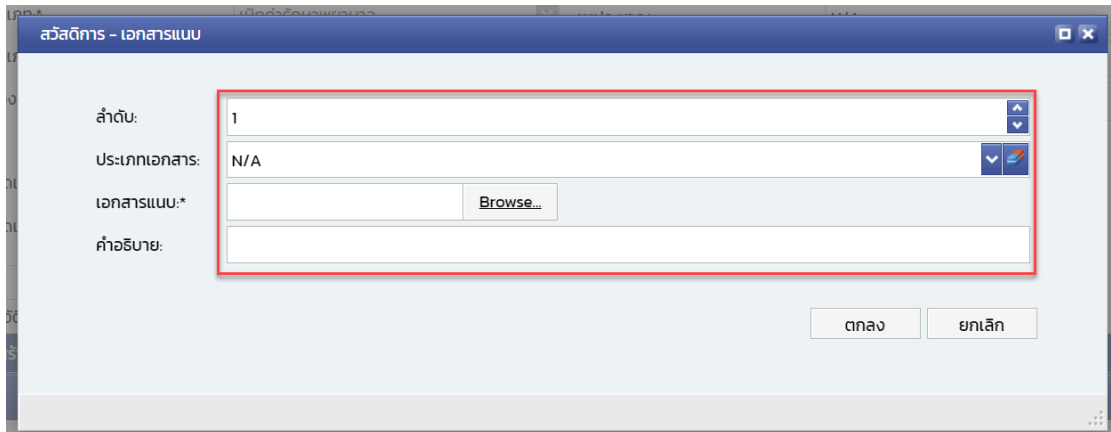 สวัสดิการ - เอกสารแนบ
ลำดับ:
1
ประเภทเอกสาร:
N/A
เอกสารแนบ:*
Browse...
คำอธิบาย:
ตกลง
ยกเลิก